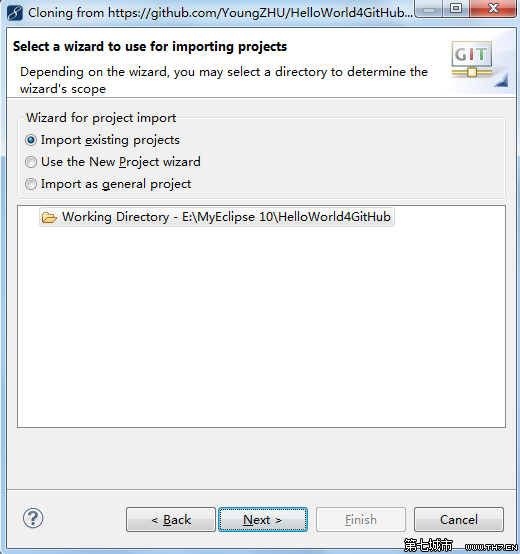 Cloning from https://github.com/YoungZHU/HelloWorld4GitHub...
Select a wizard to use for importing projects
Depending on the wizard, you may select a directory to determine the
wizard's scope
GIT
Wizard for project import
Import existing projects
Use the New Project wizard
Import as general project
Working Directory - E:\MyEclipse 10\HelloWorld4GitHub
?
< Back
Next >
Finish
Cancel
第七城市 WWW.TH7.CN